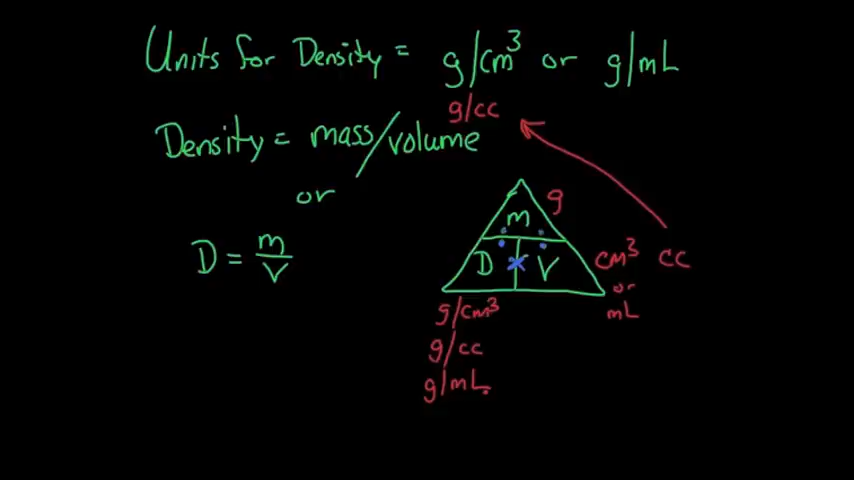 Units for Density = g/cm³ or g/mL
g/cc
Density = mass/volume
or
D = m/V
m g
D × V cm³ cc
or
mL
g/cm³
g/cc
g/mL